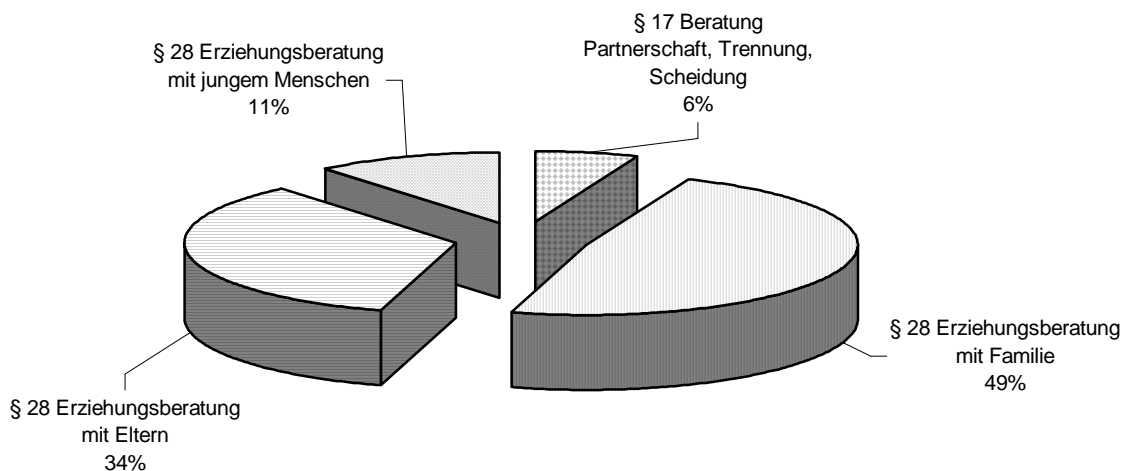 § 17 Beratung
Partnerschaft, Trennung,
Scheidung
6%
§ 28 Erziehungsberatung
mit jungem Menschen
11%
§ 28 Erziehungsberatung
mit Familie
49%
§ 28 Erziehungsberatung
mit Eltern
34%